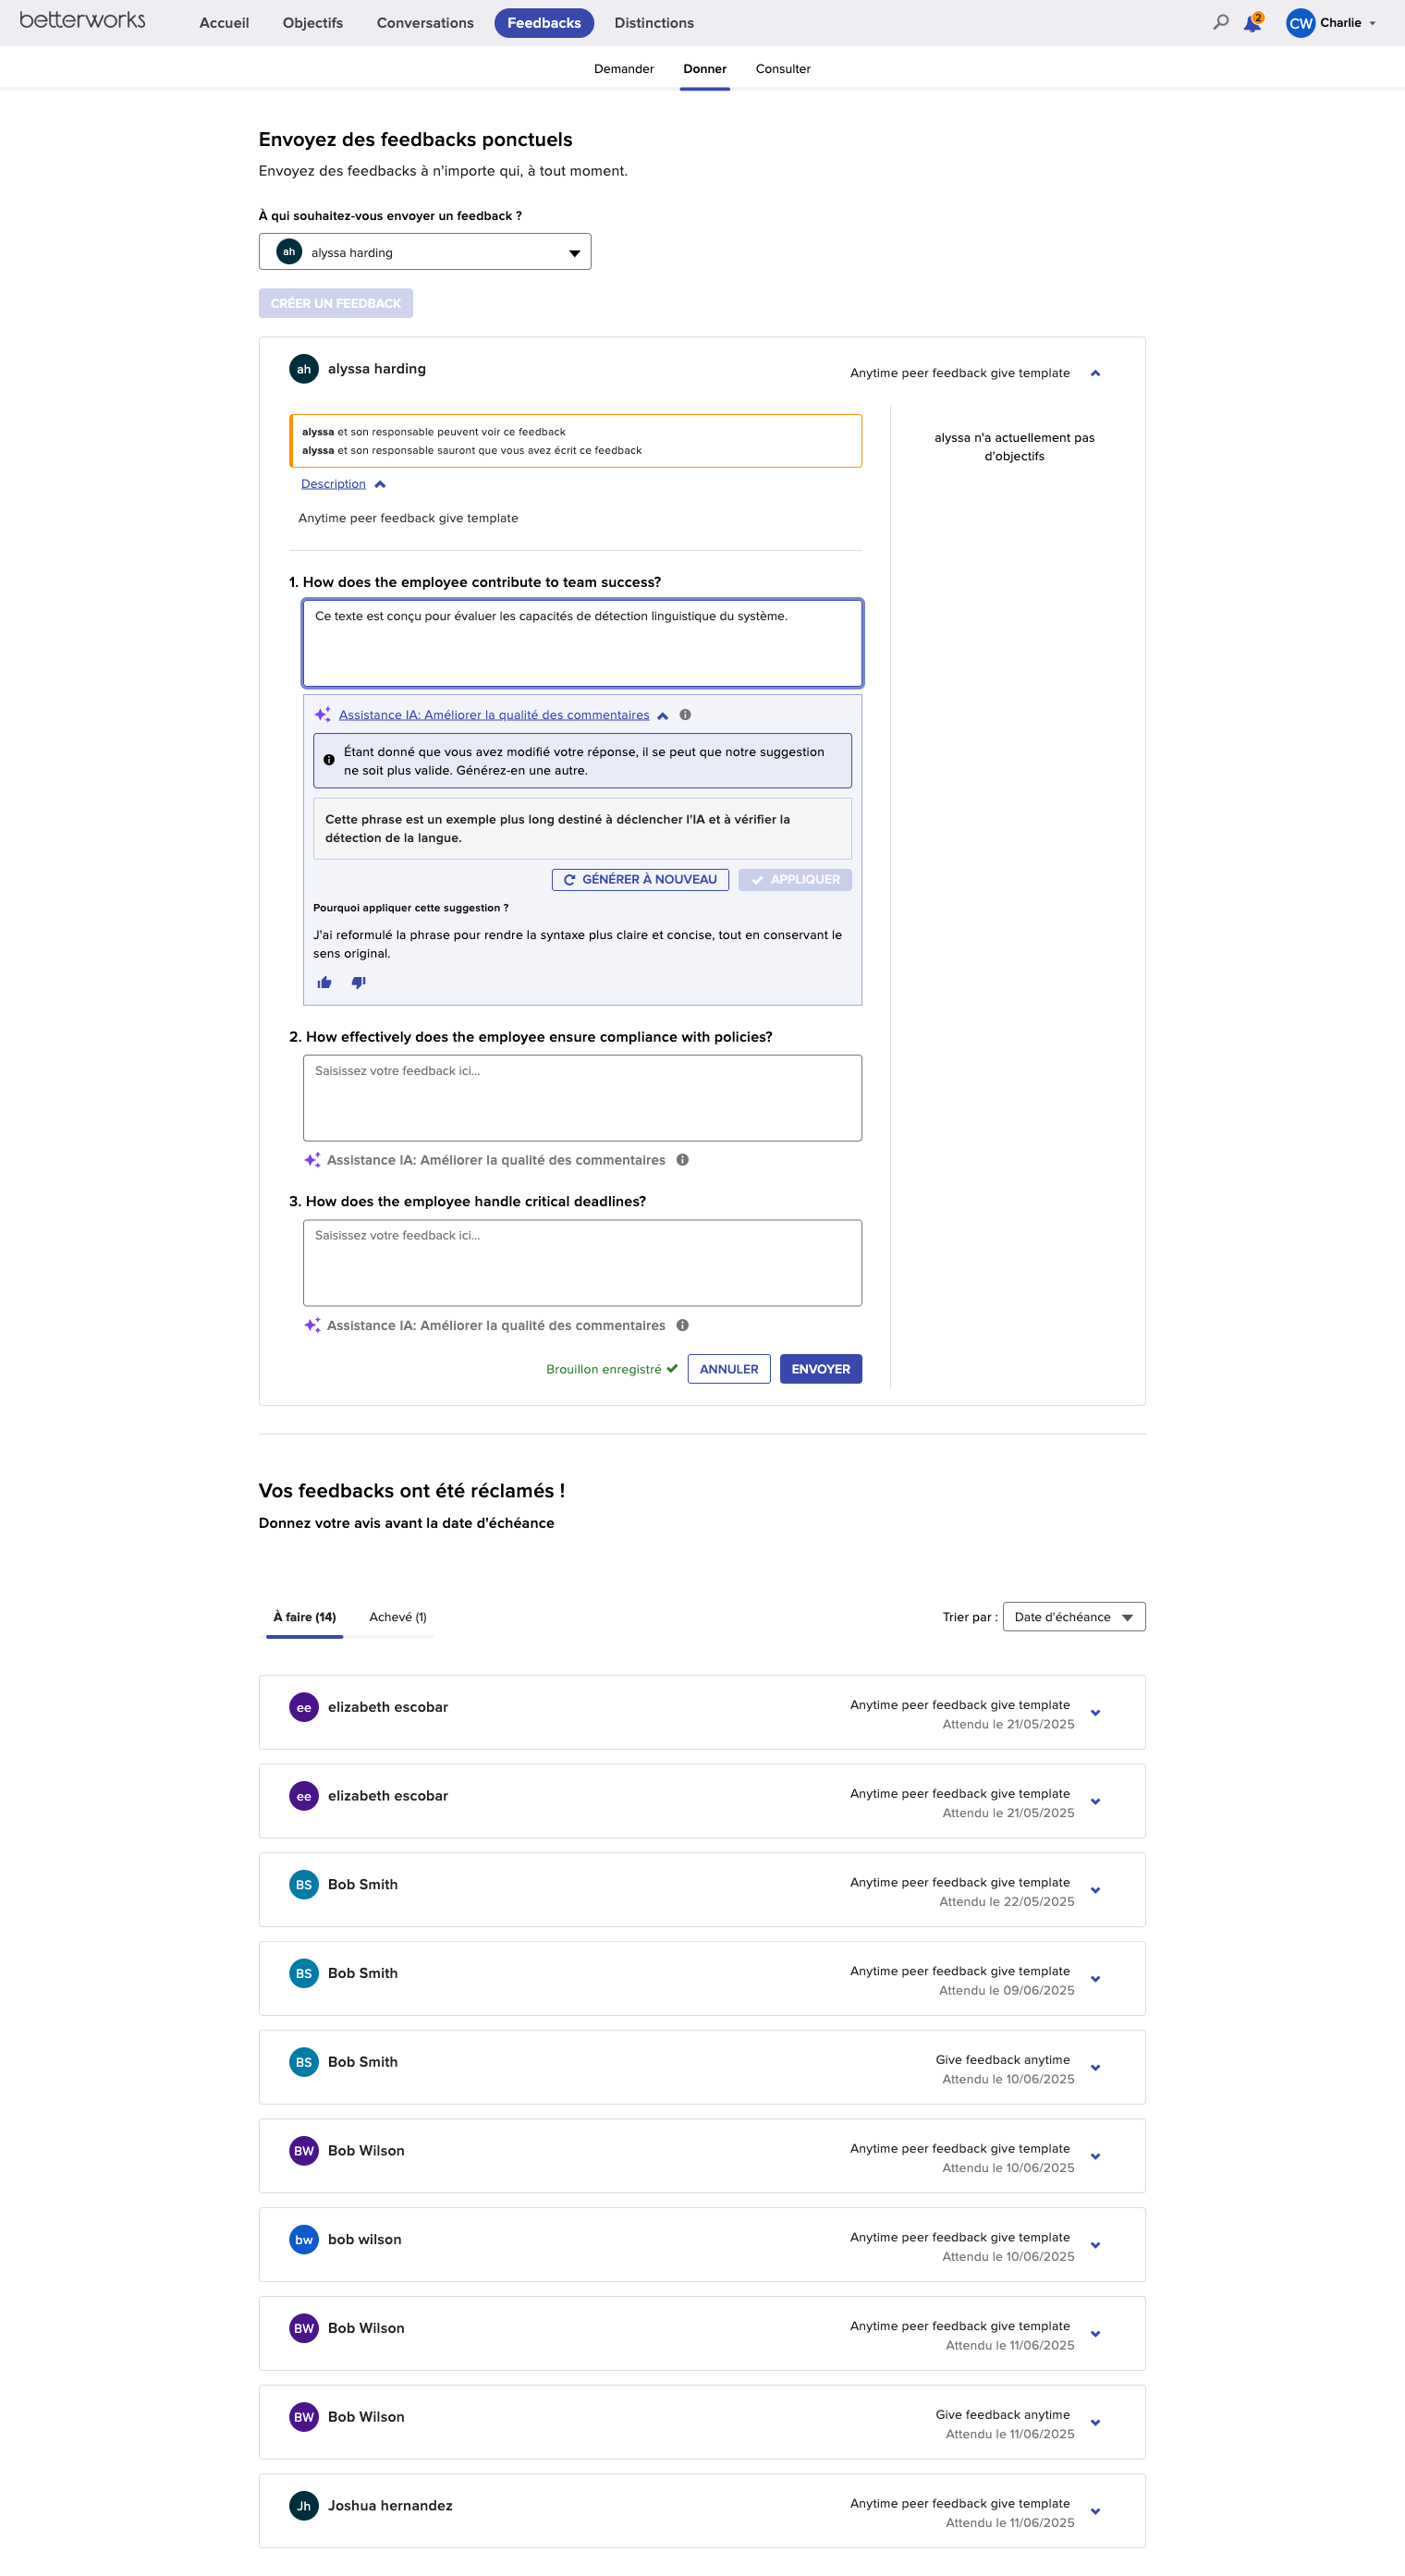 betterworks
Accueil Objectifs Conversations Feedbacks Distinctions
2
CW Charlie
Demander Donner Consulter
Envoyez des feedbacks ponctuels
Envoyez des feedbacks à n'importe qui, à tout moment.
À qui souhaitez-vous envoyer un feedback ?
ah alyssa harding
CRÉER UN FEEDBACK
ah alyssa harding
Anytime peer feedback give template
alyssa et son responsable peuvent voir ce feedback
alyssa et son responsable sauront que vous avez écrit ce feedback
alyssa n'a actuellement pas
d'objectifs
Description
Anytime peer feedback give template
1. How does the employee contribute to team success?
Ce texte est conçu pour évaluer les capacités de détection linguistique du système.
Assistance IA: Améliorer la qualité des commentaires
Étant donné que vous avez modifié votre réponse, il se peut que notre suggestion
ne soit plus valide. Générez-en une autre.
Cette phrase est un exemple plus long destiné à déclencher l'IA et à vérifier la
détection de la langue.
GÉNÉRER À NOUVEAU APPLIQUER
Pourquoi appliquer cette suggestion ?
J'ai reformulé la phrase pour rendre la syntaxe plus claire et concise, tout en conservant le
sens original.
2. How effectively does the employee ensure compliance with policies?
Saisissez votre feedback ici...
Assistance IA: Améliorer la qualité des commentaires
3. How does the employee handle critical deadlines?
Saisissez votre feedback ici...
Assistance IA: Améliorer la qualité des commentaires
Brouillon enregistré ANNULER ENVOYER
Vos feedbacks ont été réclamés !
Donnez votre avis avant la date d'échéance
À faire (14) Achevé (1)
Trier par : Date d'échéance
ee elizabeth escobar
Anytime peer feedback give template
Attendu le 21/05/2025
ee elizabeth escobar
Anytime peer feedback give template
Attendu le 21/05/2025
BS Bob Smith
Anytime peer feedback give template
Attendu le 22/05/2025
BS Bob Smith
Anytime peer feedback give template
Attendu le 09/06/2025
BS Bob Smith
Give feedback anytime
Attendu le 10/06/2025
BW Bob Wilson
Anytime peer feedback give template
Attendu le 10/06/2025
bw bob wilson
Anytime peer feedback give template
Attendu le 10/06/2025
BW Bob Wilson
Anytime peer feedback give template
Attendu le 11/06/2025
BW Bob Wilson
Give feedback anytime
Attendu le 11/06/2025
Jh Joshua hernandez
Anytime peer feedback give template
Attendu le 11/06/2025